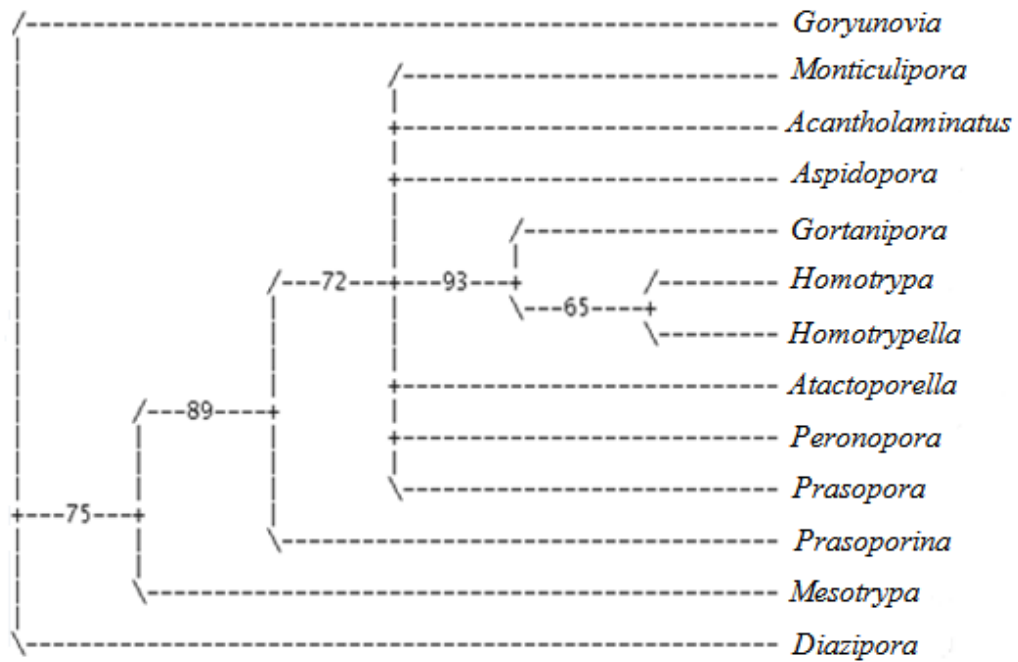 Goryunovia
Monticulipora
Acantholaminatus
Aspidopora
Gortanipora
72 93 Homotrypa
65
Homotrypella
Atactoporella
89
Peronopora
Prasopora
75
Prasoporina
Mesotrypa
Diazipora